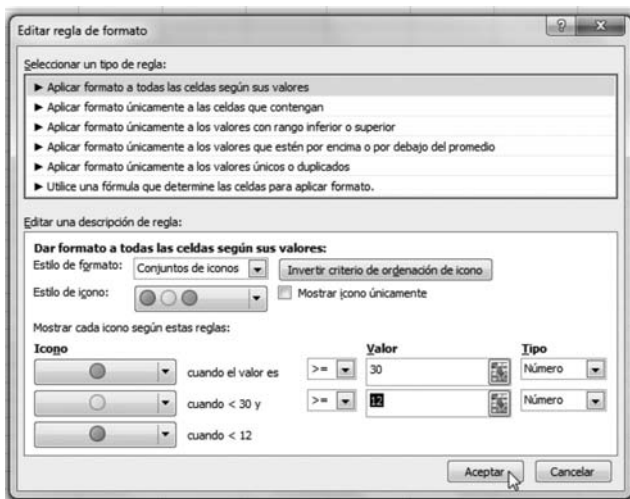 Editar regla de formato
Seleccionar un tipo de regla:
► Aplicar formato a todas las celdas según sus valores
► Aplicar formato únicamente a las celdas que contengan
► Aplicar formato únicamente a los valores con rango inferior o superior
► Aplicar formato únicamente a los valores que estén por encima o por debajo del promedio
► Aplicar formato únicamente a los valores únicos o duplicados
► Utilice una fórmula que determine las celdas para aplicar formato.
Editar una descripción de regla:
Dar formato a todas las celdas según sus valores:
Estilo de formato: Conjuntos de iconos Invertir criterio de ordenación de icono
Estilo de icono: Mostrar icono únicamente
Mostrar cada icono según estas reglas:
Icono Valor Tipo
cuando el valor es >= 30 Número
cuando < 30 y >= 12 Número
cuando < 12
Aceptar Cancelar